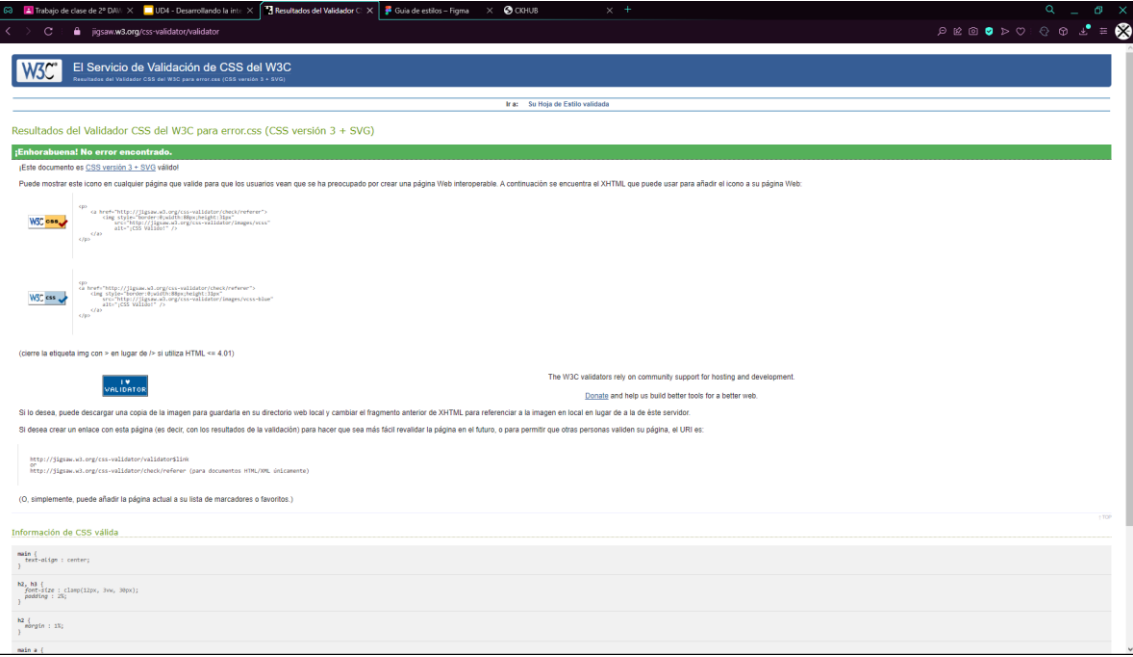 Trabajo de clase de 2º DAW
UD4 - Desarrollando la inte
Resultados del Validador C
Guia de estilos – Figma
CKHUB
jigsaw.w3.org/css-validator/validator
W3C
El Servicio de Validación de CSS del W3C
Resultados del Validador CSS del W3C para error.css (CSS versión 3 + SVG)
Ir a: Su Hoja de Estilo validada
Resultados del Validador CSS del W3C para error.css (CSS versión 3 + SVG)
¡Enhorabuena! No error encontrado.
¡Este documento es CSS versión 3 + SVG válido!
Puede mostrar este icono en cualquier página que valide para que los usuarios vean que se ha preocupado por crear una página Web interoperable. A continuación se encuentra el XHTML que puede usar para añadir el icono a su página Web:
W3C css
<p>
<a href="http://jigsaw.w3.org/css-validator/check/referer">
<img style="border:0;width:88px;height:31px"
src="http://jigsaw.w3.org/css-validator/images/vcss"
alt="¡CSS Válido!" />
</a>
</p>
W3C css
<p>
<a href="http://jigsaw.w3.org/css-validator/check/referer">
<img style="border:0;width:88px;height:31px"
src="http://jigsaw.w3.org/css-validator/images/vcss-blue"
alt="¡CSS Válido!" />
</a>
</p>
(cierre la etiqueta img con > en lugar de /> si utiliza HTML <= 4.01)
I ♥
VALIDATOR
The W3C validators rely on community support for hosting and development.
Donate and help us build better tools for a better web.
Si lo desea, puede descargar una copia de la imagen para guardarla en su directorio web local y cambiar el fragmento anterior de XHTML para referenciar a la imagen en local en lugar de a la de éste servidor.
Si desea crear un enlace con esta página (es decir, con los resultados de la validación) para hacer que sea más fácil revalidar la página en el futuro, o para permitir que otras personas validen su página, el URI es:
http://jigsaw.w3.org/css-validator/validator$link
or
http://jigsaw.w3.org/css-validator/check/referer (para documentos HTML/XML únicamente)
(O, simplemente, puede añadir la página actual a su lista de marcadores o favoritos.)
↑ TOP
Información de CSS válida
main {
text-align : center;
}
h2, h3 {
font-size : clamp(12px, 3vw, 30px);
padding : 2%;
}
h2 {
margin : 1%;
}
main a {